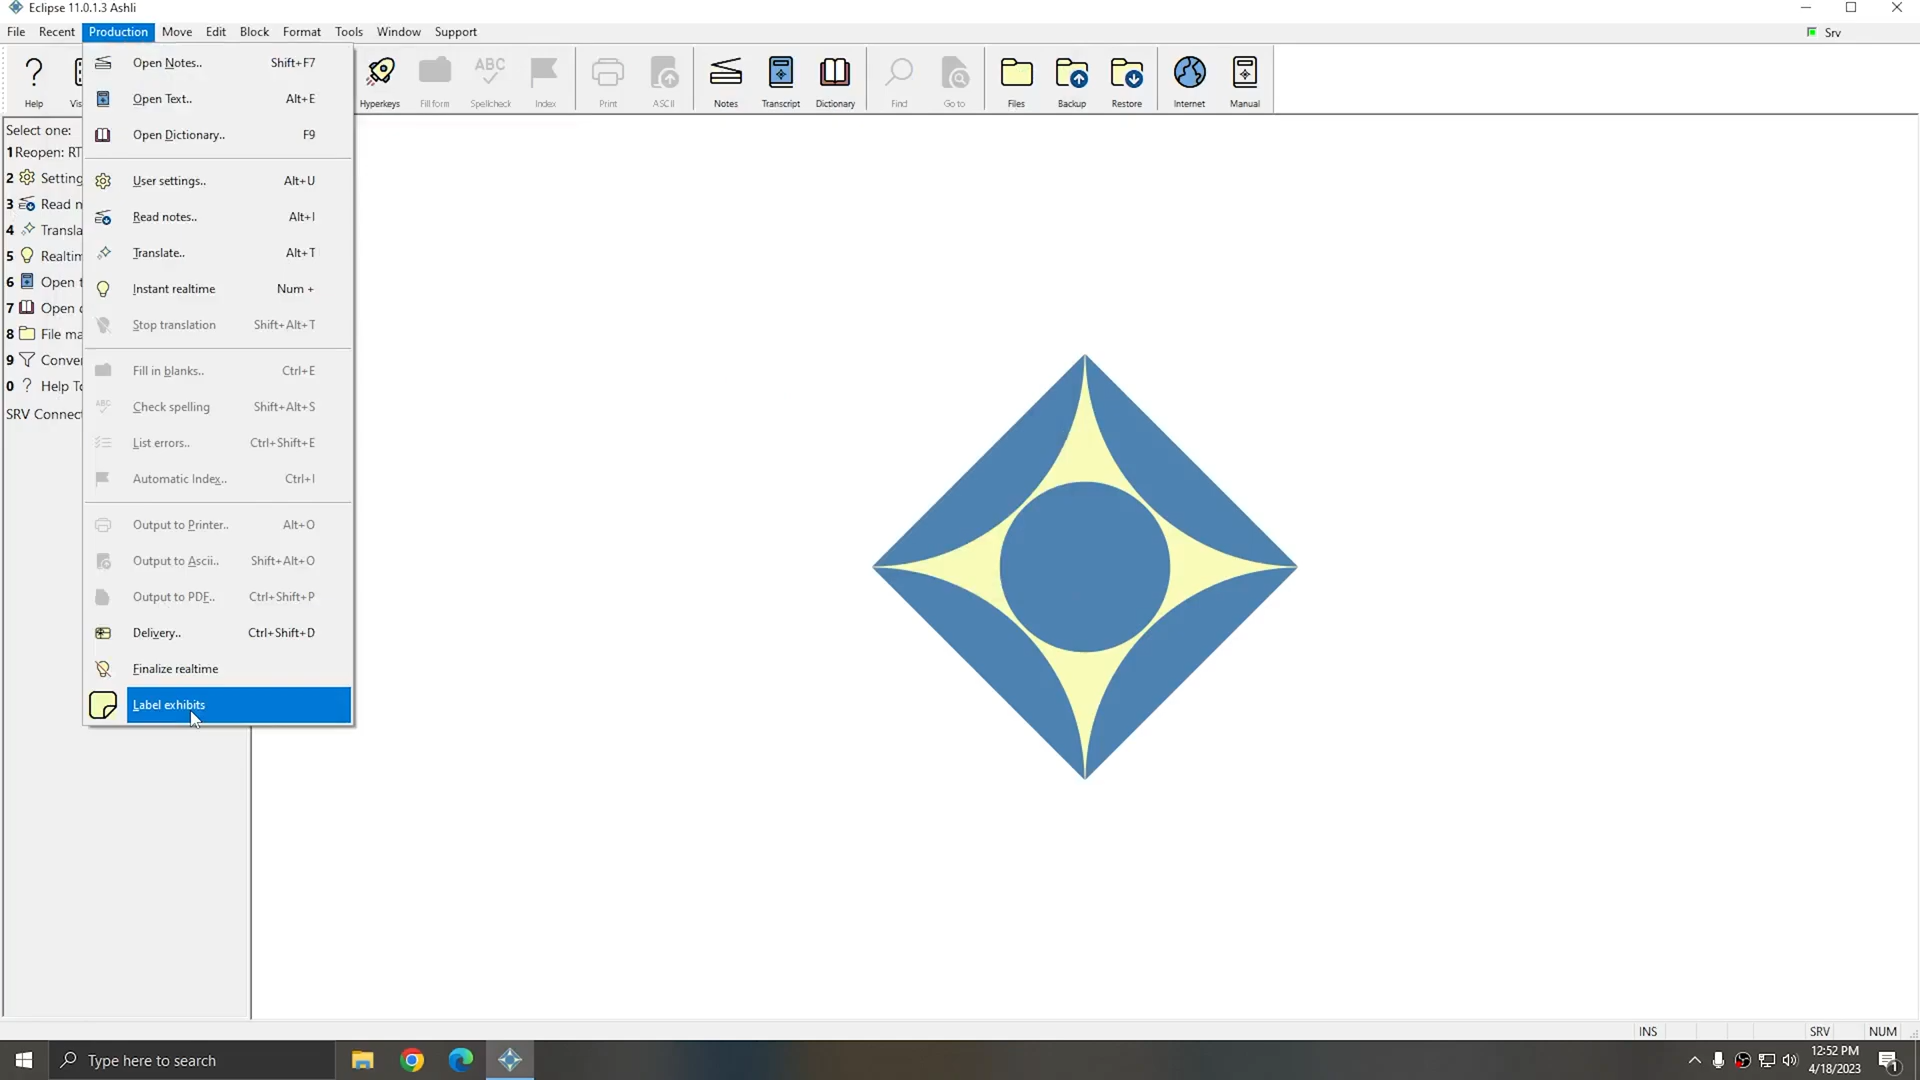 Eclipse 11.0.1.3 Ashli
File Recent Production Move Edit Block Format Tools Window Support
Srv
Help
Hyperkeys
Fill form
ABC
Spellcheck
Index
Print
ASCII
Notes
Transcript
Dictionary
Find
Go to
Files
Backup
Restore
Internet
Manual
Select one:
1 Reopen: RT
2 Setting
3 Read n
4 Transla
5 Realtim
6 Open t
7 Open
8 File ma
9 Conver
0 ? Help To
SRV Connect
Open Notes.. Shift+F7
Open Text.. Alt+E
Open Dictionary.. F9
User settings.. Alt+U
Read notes.. Alt+I
Translate.. Alt+T
Instant realtime Num +
Stop translation Shift+Alt+T
Fill in blanks.. Ctrl+E
ABC Check spelling Shift+Alt+S
List errors.. Ctrl+Shift+E
Automatic Index.. Ctrl+I
Output to Printer.. Alt+O
Output to Ascii.. Shift+Alt+O
Output to PDF.. Ctrl+Shift+P
Delivery.. Ctrl+Shift+D
Finalize realtime
Label exhibits
INS SRV NUM
Type here to search
12:52 PM
4/18/2023
1